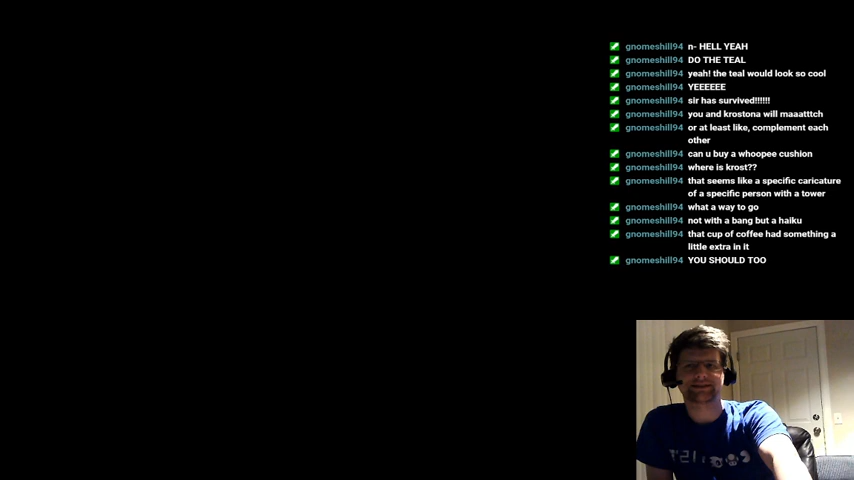 gnomeshill94 n- HELL YEAH
gnomeshill94 DO THE TEAL
gnomeshill94 yeah! the teal would look so cool
gnomeshill94 YEEEEEE
gnomeshill94 sir has survived!!!!!!
gnomeshill94 you and krostona will maaatttch
gnomeshill94 or at least like, complement each
other
gnomeshill94 can u buy a whoopee cushion
gnomeshill94 where is krost??
gnomeshill94 that seems like a specific caricature
of a specific person with a tower
gnomeshill94 what a way to go
gnomeshill94 not with a bang but a haiku
gnomeshill94 that cup of coffee had something a
little extra in it
gnomeshill94 YOU SHOULD TOO